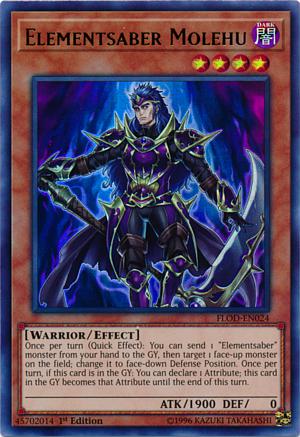 ELEMENTSABER MOLEHU
DARK
闇
FLOD-EN024
[Warrior/Effect]
Once per turn (Quick Effect): You can send 1 "Elementsaber"
monster from your hand to the GY, then target 1 face-up monster
on the field; change it to face-down Defense Position. Once per
turn, if this card is in the GY: You can declare 1 Attribute; this card
in the GY becomes that Attribute until the end of this turn.
ATK/1900 DEF/ 0
45702014 1st Edition ©1996 KAZUKI TAKAHASHI